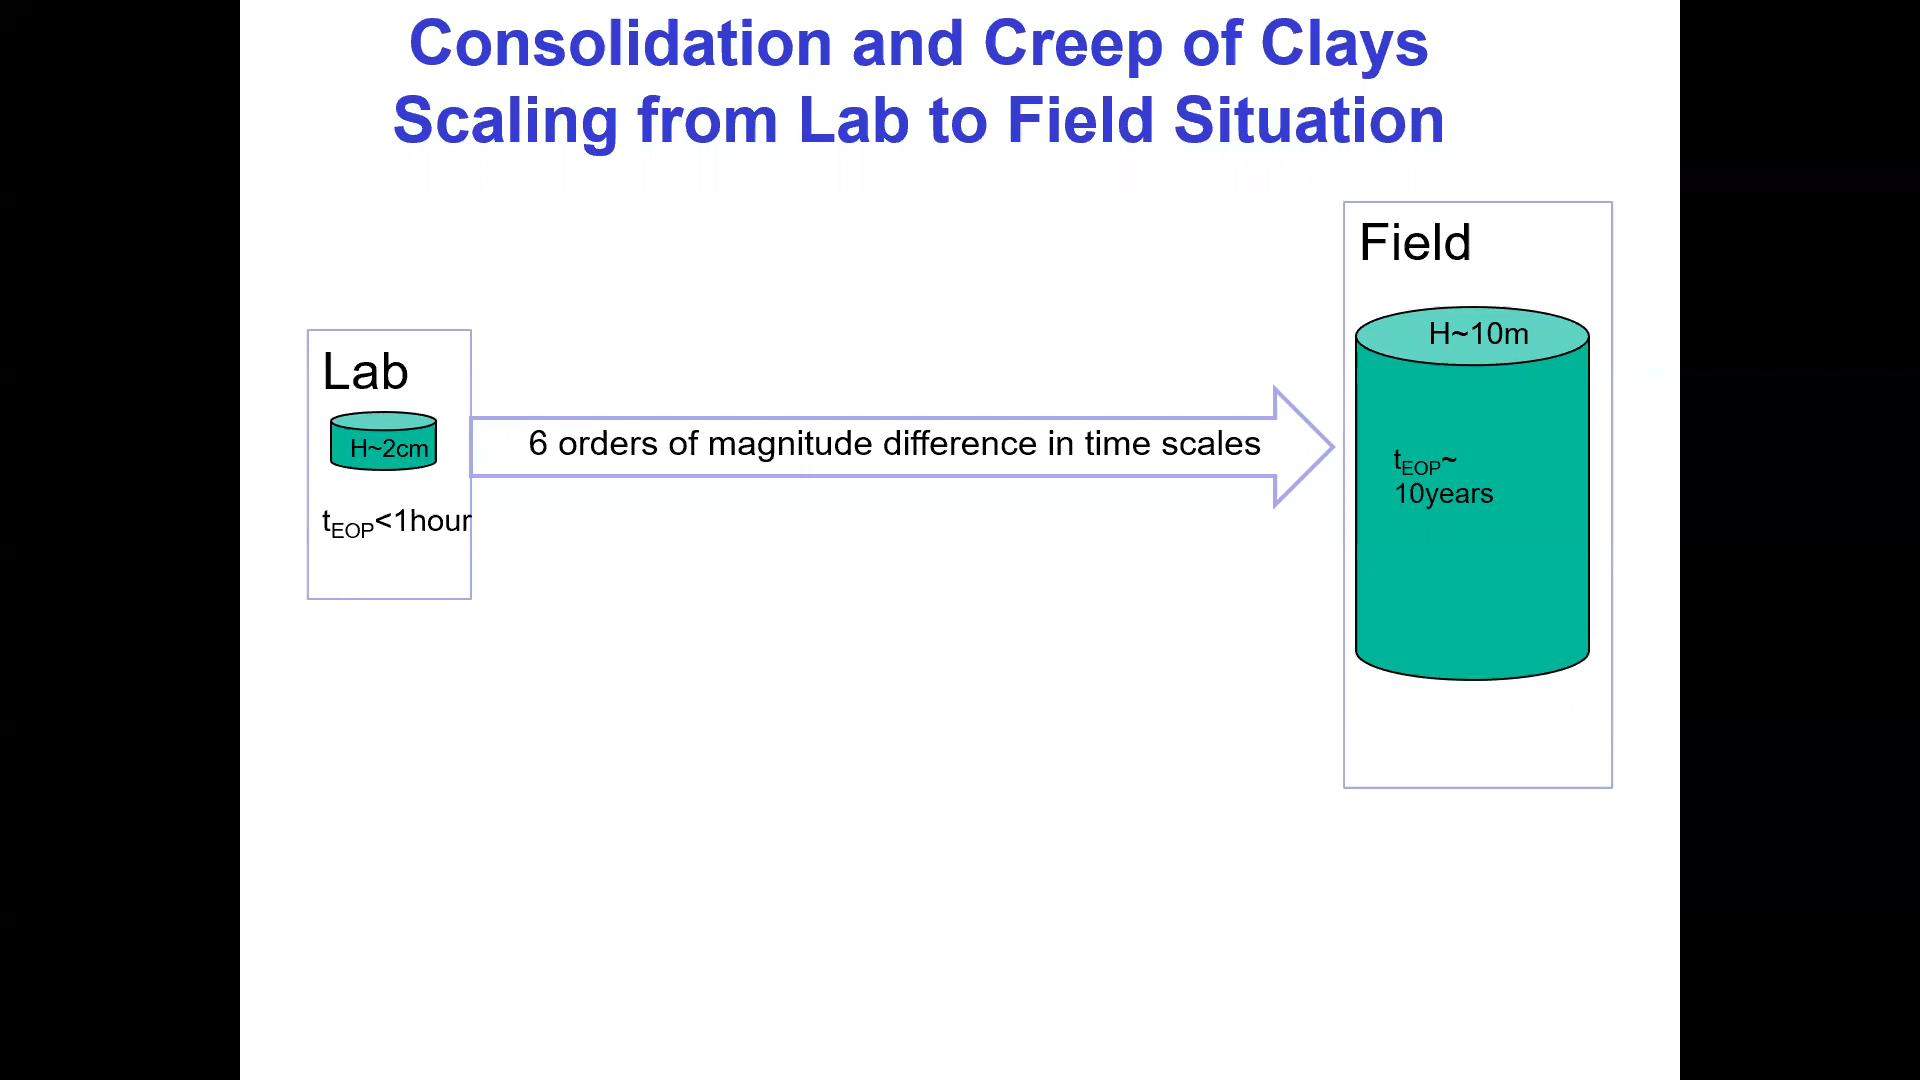 Consolidation and Creep of Clays
Scaling from Lab to Field Situation
Lab
H~2cm
tEOP<1hour
6 orders of magnitude difference in time scales
Field
H~10m
tEOP~
10years